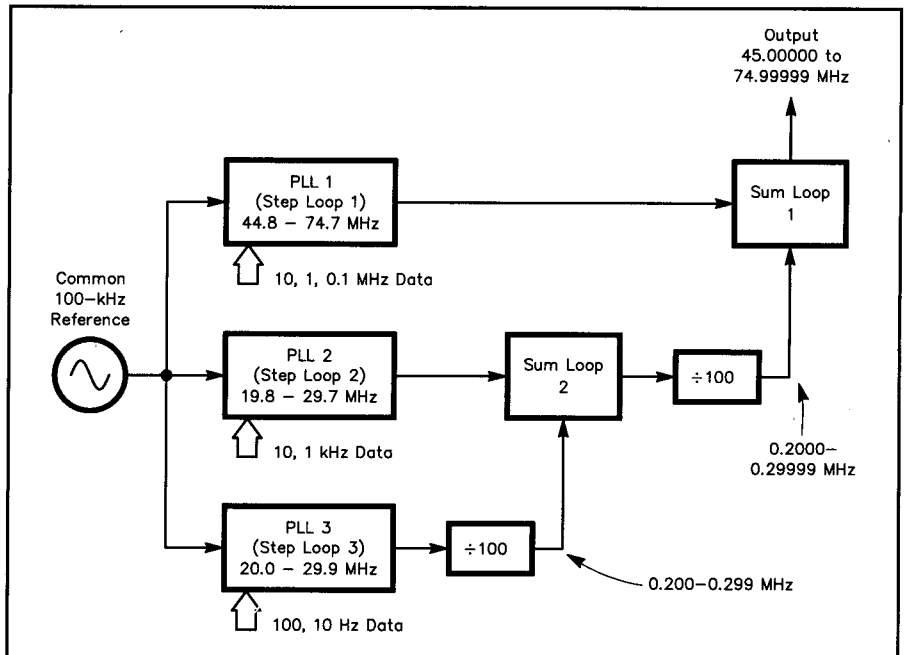 Output
45.00000 to
74.99999 MHz
PLL 1
(Step Loop 1)
44.8 – 74.7 MHz
Sum Loop
1
10, 1, 0.1 MHz Data
Common
100–kHz
Reference
PLL 2
(Step Loop 2)
19.8 – 29.7 MHz
Sum Loop
2
÷100
10, 1 kHz Data
0.2000–
0.29999 MHz
PLL 3
(Step Loop 3)
20.0 – 29.9 MHz
÷100
0.200–0.299 MHz
100, 10 Hz Data